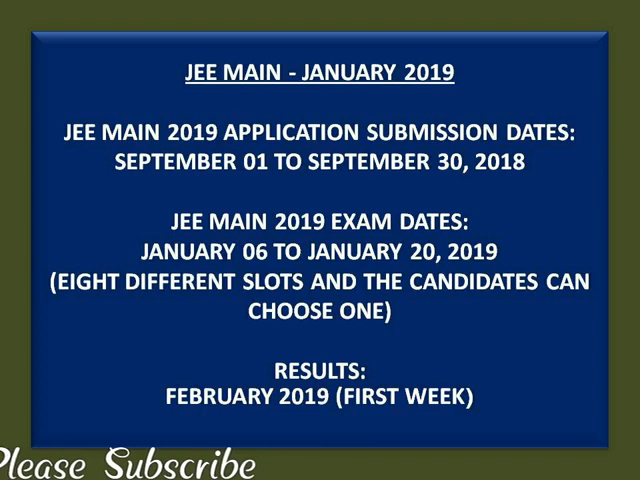 JEE MAIN - JANUARY 2019
JEE MAIN 2019 APPLICATION SUBMISSION DATES:
SEPTEMBER 01 TO SEPTEMBER 30, 2018
JEE MAIN 2019 EXAM DATES:
JANUARY 06 TO JANUARY 20, 2019
(EIGHT DIFFERENT SLOTS AND THE CANDIDATES CAN
CHOOSE ONE)
RESULTS:
FEBRUARY 2019 (FIRST WEEK)
Please Subscribe